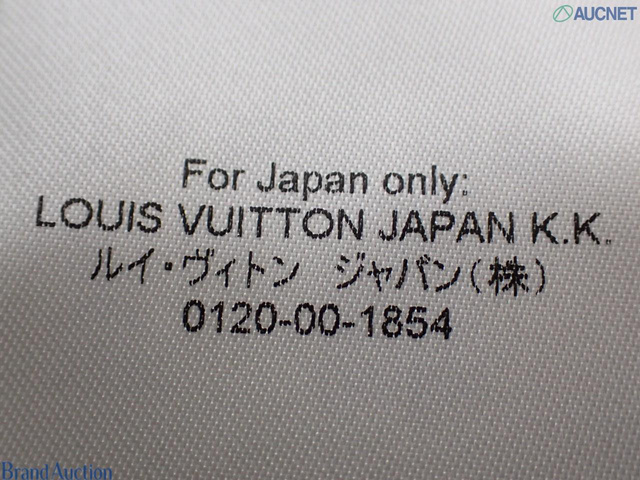 AUCNET
For Japan only:
LOUIS VUITTON JAPAN K.K.
ルイ・ヴィトン ジャパン(株)
0120-00-1854
Brand Auction